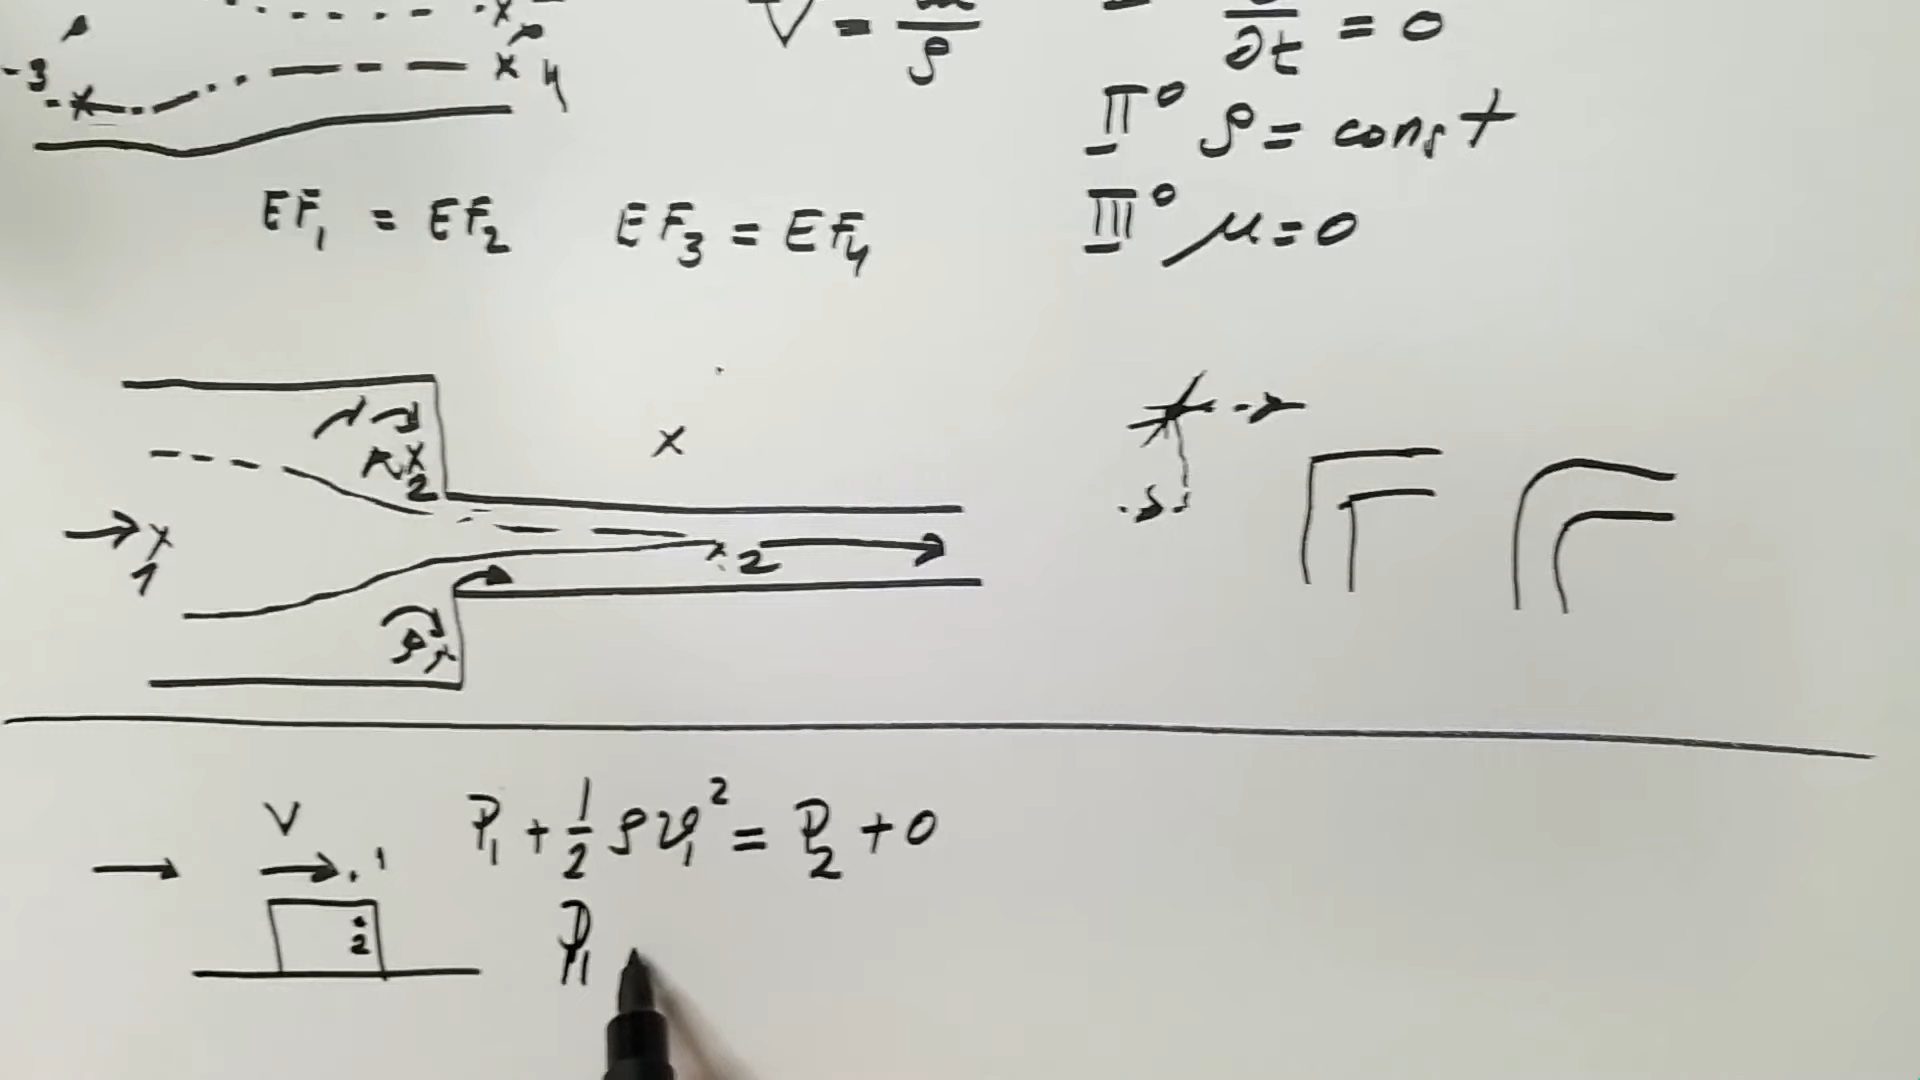 x
3 x x 4
V̇ = ṁ/ρ
∂/∂t = 0
II° ρ = const
III° μ = 0
EF₁ = EF₂ EF₃ = EF₄
x
2
x
x
1
x 2
V
P₁ + 1/2 ρ v₁² = P₂ + 0
1
2
P₁